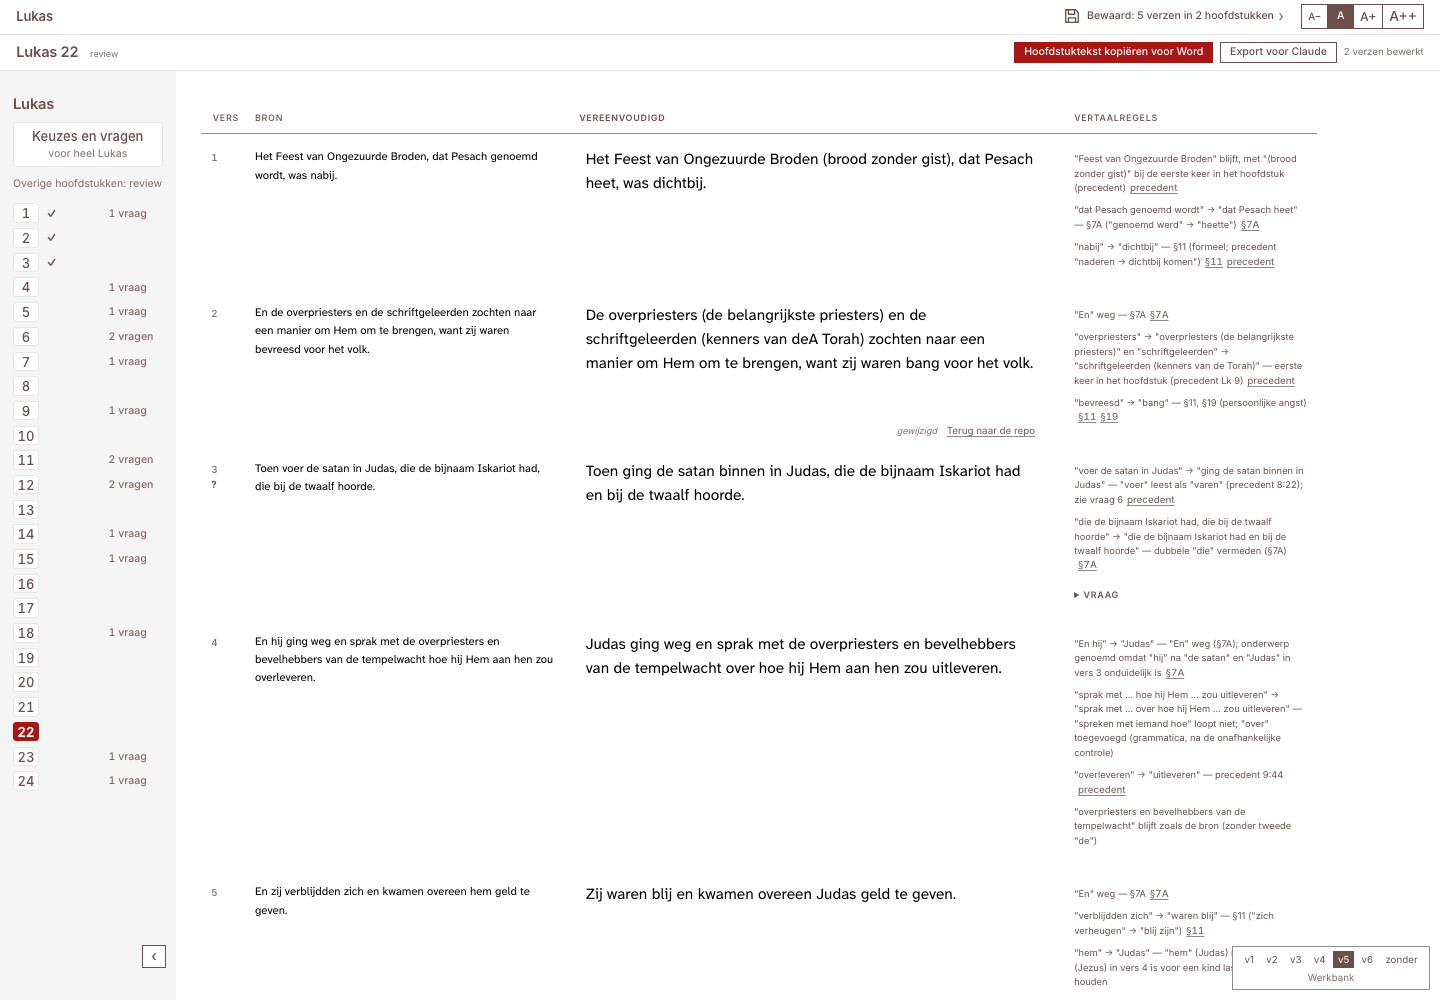 Lukas
Bewaard: 5 verzen in 2 hoofdstukken ›
A−
A
A+
A++
Lukas 22 review
Hoofdstuktekst kopiëren voor Word
Export voor Claude
2 verzen bewerkt
Lukas
Keuzes en vragen
voor heel Lukas
Overige hoofdstukken: review
1 ✓ 1 vraag
2 ✓
3 ✓
4 1 vraag
5 1 vraag
6 2 vragen
7 1 vraag
8
9 1 vraag
10
11 2 vragen
12 2 vragen
13
14 1 vraag
15 1 vraag
16
17
18 1 vraag
19
20
21
22
23 1 vraag
24 1 vraag
‹
VERS BRON VEREENVOUDIGD VERTAALREGELS
1
Het Feest van Ongezuurde Broden, dat Pesach genoemd
wordt, was nabij.
Het Feest van Ongezuurde Broden (brood zonder gist), dat Pesach
heet, was dichtbij.
"Feest van Ongezuurde Broden" blijft, met "(brood
zonder gist)" bij de eerste keer in het hoofdstuk
(precedent) precedent
"dat Pesach genoemd wordt" → "dat Pesach heet"
— §7A ("genoemd werd" → "heette") §7A
"nabij" → "dichtbij" — §11 (formeel; precedent
"naderen → dichtbij komen") §11 precedent
2
En de overpriesters en de schriftgeleerden zochten naar
een manier om Hem om te brengen, want zij waren
bevreesd voor het volk.
De overpriesters (de belangrijkste priesters) en de
schriftgeleerden (kenners van deA Torah) zochten naar een
manier om Hem om te brengen, want zij waren bang voor het volk.
gewijzigd Terug naar de repo
"En" weg — §7A §7A
"overpriesters" → "overpriesters (de belangrijkste
priesters)" en "schriftgeleerden" →
"schriftgeleerden (kenners van de Torah)" — eerste
keer in het hoofdstuk (precedent Lk 9) precedent
"bevreesd" → "bang" — §11, §19 (persoonlijke angst)
§11 §19
3
?
Toen voer de satan in Judas, die de bijnaam Iskariot had,
die bij de twaalf hoorde.
Toen ging de satan binnen in Judas, die de bijnaam Iskariot had
en bij de twaalf hoorde.
"voer de satan in Judas" → "ging de satan binnen in
Judas" — "voer" leest als "varen" (precedent 8:22);
zie vraag 6 precedent
"die de bijnaam Iskariot had, die bij de twaalf
hoorde" → "die de bijnaam Iskariot had en bij de
twaalf hoorde" — dubbele "die" vermeden (§7A)
§7A
▶ VRAAG
4
En hij ging weg en sprak met de overpriesters en
bevelhebbers van de tempelwacht hoe hij Hem aan hen zou
overleveren.
Judas ging weg en sprak met de overpriesters en bevelhebbers
van de tempelwacht over hoe hij Hem aan hen zou uitleveren.
"En hij" → "Judas" — "En" weg (§7A); onderwerp
genoemd omdat "hij" na "de satan" en "Judas" in
vers 3 onduidelijk is §7A
"sprak met ... hoe hij Hem ... zou uitleveren" →
"sprak met ... over hoe hij Hem ... zou uitleveren" —
"spreken met iemand hoe" loopt niet; "over"
toegevoegd (grammatica, na de onafhankelijke
controle)
"overleveren" → "uitleveren" — precedent 9:44
precedent
"overpriesters en bevelhebbers van de
tempelwacht" blijft zoals de bron (zonder tweede
"de")
5
En zij verblijdden zich en kwamen overeen hem geld te
geven.
Zij waren blij en kwamen overeen Judas geld te geven.
"En" weg — §7A §7A
"verblijdden zich" → "waren blij" — §11 ("zich
verheugen" → "blij zijn") §11
"hem" → "Judas" — "hem" (Judas)
(Jezus) in vers 4 is voor een kind
houden
v1 v2 v3 v4 v5 v6 zonder
Werkbank